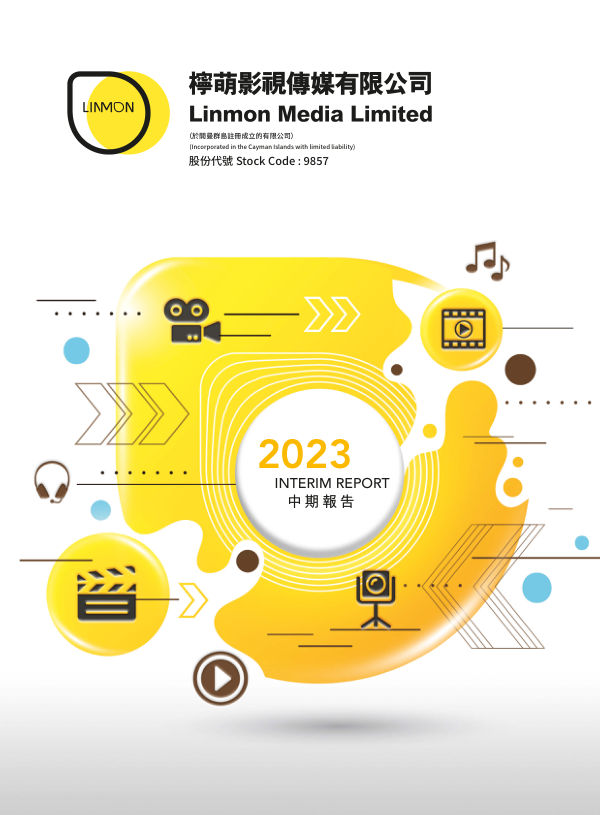 LINMON
檸萌影視傳媒有限公司
Linmon Media Limited
(於開曼群島註冊成立的有限公司)
(Incorporated in the Cayman Islands with limited liability)
股份代號 Stock Code : 9857
2023
INTERIM REPORT
中期報告